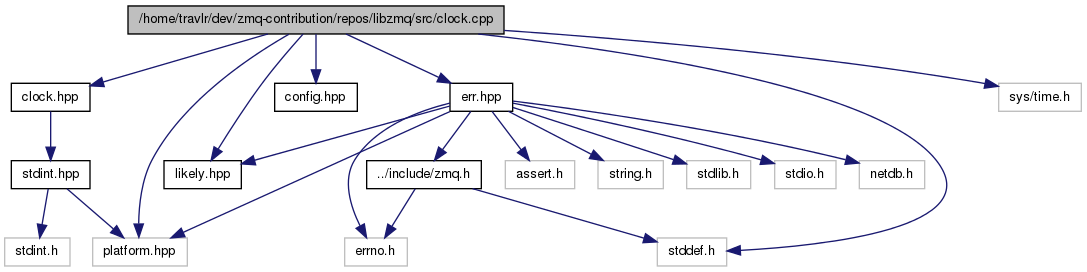 /home/travlr/dev/zmq-contribution/repos/libzmq/src/clock.cpp
clock.hpp
config.hpp
err.hpp
sys/time.h
stdint.hpp
likely.hpp
../include/zmq.h
assert.h
string.h
stdlib.h
stdio.h
netdb.h
stdint.h
platform.hpp
errno.h
stddef.h